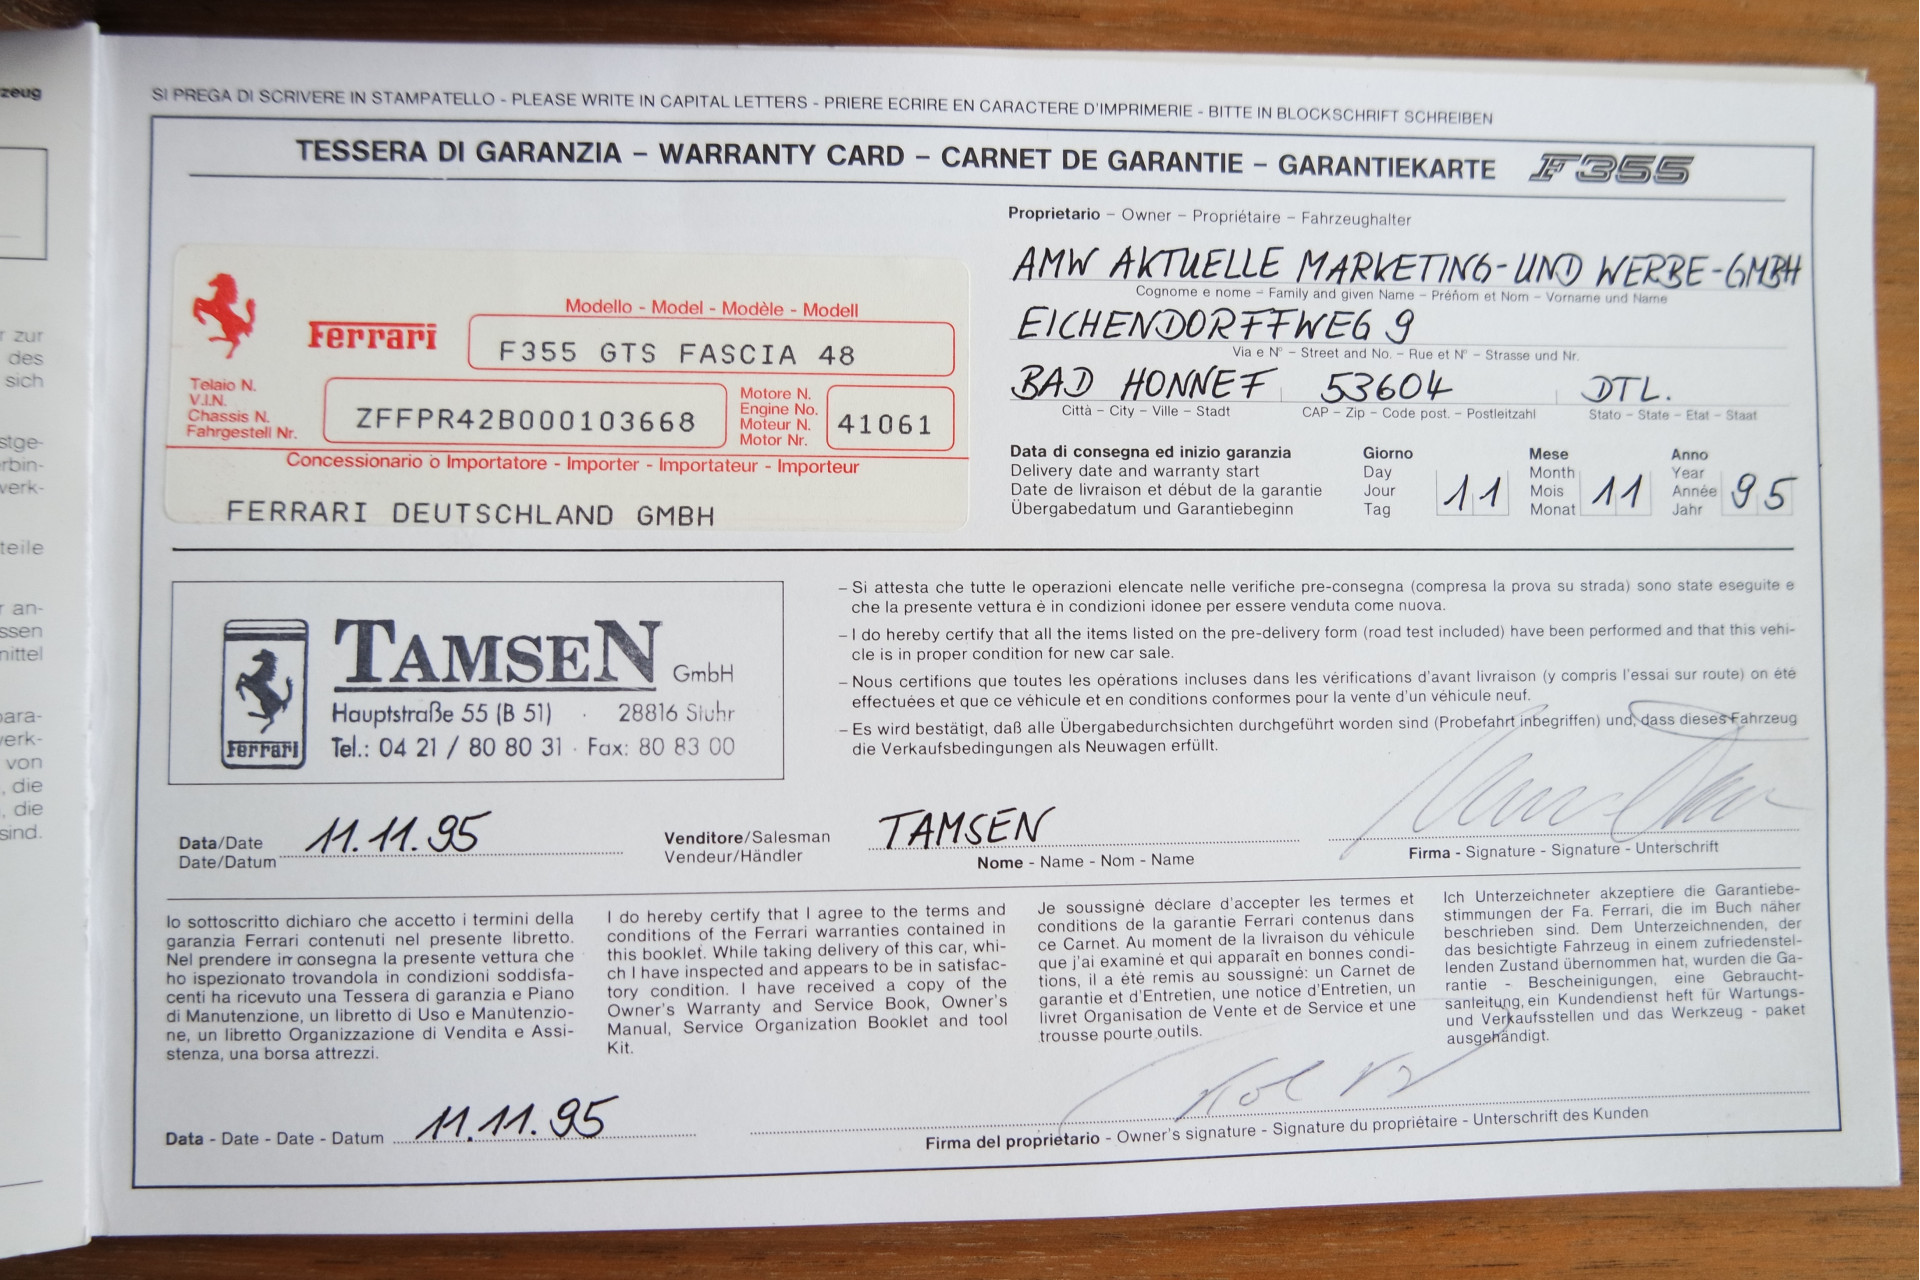 zeug
r zur
des
sich
stge-
rbin-
verk-
teile
r an-
ssen
nittel
para-
verk-
von
, die
, die
sind.
SI PREGA DI SCRIVERE IN STAMPATELLO - PLEASE WRITE IN CAPITAL LETTERS - PRIERE ECRIRE EN CARACTERE D'IMPRIMERIE - BITTE IN BLOCKSCHRIFT SCHREIBEN
TESSERA DI GARANZIA – WARRANTY CARD – CARNET DE GARANTIE – GARANTIEKARTE F355
Modello - Model - Modèle - Modell
Ferrari
F355 GTS FASCIA 48
Telaio N.
V.I.N.
Chassis N.
Fahrgestell Nr.
ZFFPR42B000103668
Motore N.
Engine No.
Moteur N.
Motor Nr.
41061
Concessionario o Importatore - Importer - Importateur - Importeur
FERRARI DEUTSCHLAND GMBH
Proprietario – Owner – Propriétaire – Fahrzeughalter
AMW AKTUELLE MARKETING-UND WERBE-GMBH
Cognome e nome – Family and given Name – Prénom et Nom – Vorname und Name
EICHENDORFFWEG 9
Via e N° – Street and No. – Rue et N° – Strasse und Nr.
BAD HONNEF 53604 DTL.
Città – City – Ville – Stadt CAP – Zip – Code post. – Postleitzahl Stato – State – Etat – Staat
Data di consegna ed inizio garanzia Giorno Mese Anno
Delivery date and warranty start Day Month Year
Date de livraison et début de la garantie Jour 11 Mois 11 Année 95
Übergabedatum und Garantiebeginn Tag Monat Jahr
TAMSEN GmbH
Hauptstraße 55 (B 51) · 28816 Stuhr
Ferrari Tel.: 04 21 / 80 80 31 · Fax: 80 83 00
– Si attesta che tutte le operazioni elencate nelle verifiche pre-consegna (compresa la prova su strada) sono state eseguite e
che la presente vettura è in condizioni idonee per essere venduta come nuova.
– I do hereby certify that all the items listed on the pre-delivery form (road test included) have been performed and that this vehi-
cle is in proper condition for new car sale.
– Nous certifions que toutes les opérations incluses dans les vérifications d'avant livraison (y compris l'essai sur route) on été
effectuées et que ce véhicule et en conditions conformes pour la vente d'un véhicule neuf.
– Es wird bestätigt, daß alle Übergabedurchsichten durchgeführt worden sind (Probefahrt inbegriffen) und, dass dieses Fahrzeug
die Verkaufsbedingungen als Neuwagen erfüllt.
Data/Date 11.11.95 Venditore/Salesman TAMSEN
Date/Datum Vendeur/Händler
Nome - Name - Nom - Name Firma - Signature - Signature - Unterschrift
Io sottoscritto dichiaro che accetto i termini della
garanzia Ferrari contenuti nel presente libretto.
Nel prendere in consegna la presente vettura che
ho ispezionato trovandola in condizioni soddisfa-
centi ha ricevuto una Tessera di garanzia e Piano
di Manutenzione, un libretto di Uso e Manutenzio-
ne, un libretto Organizzazione di Vendita e Assi-
stenza, una borsa attrezzi.
I do hereby certify that I agree to the terms and
conditions of the Ferrari warranties contained in
this booklet. While taking delivery of this car, whi-
ch I have inspected and appears to be in satisfac-
tory condition. I have received a copy of the
Owner's Warranty and Service Book, Owner's
Manual, Service Organization Booklet and tool
Kit.
Je soussigné déclare d'accepter les termes et
conditions de la garantie Ferrari contenus dans
ce Carnet. Au moment de la livraison du véhicule
que j'ai examiné et qui apparaît en bonnes condi-
tions, il a été remis au soussigné: un Carnet de
garantie et d'Entretien, une notice d'Entretien, un
livret Organisation de Vente et de Service et une
trousse pourte outils.
Ich Unterzeichneter akzeptiere die Garantiebe-
stimmungen der Fa. Ferrari, die im Buch näher
beschrieben sind. Dem Unterzeichnenden, der
das besichtigte Fahrzeug in einem zufriedenstel-
lenden Zustand übernommen hat, wurden die Ga-
rantie - Bescheinigungen, eine Gebraucht-
sanleitung, ein Kundendienst heft für Wartungs-
und Verkaufsstellen und das Werkzeug - paket
ausgehändigt.
Data - Date - Date - Datum 11.11.95
Firma del proprietario - Owner's signature - Signature du propriétaire - Unterschrift des Kunden